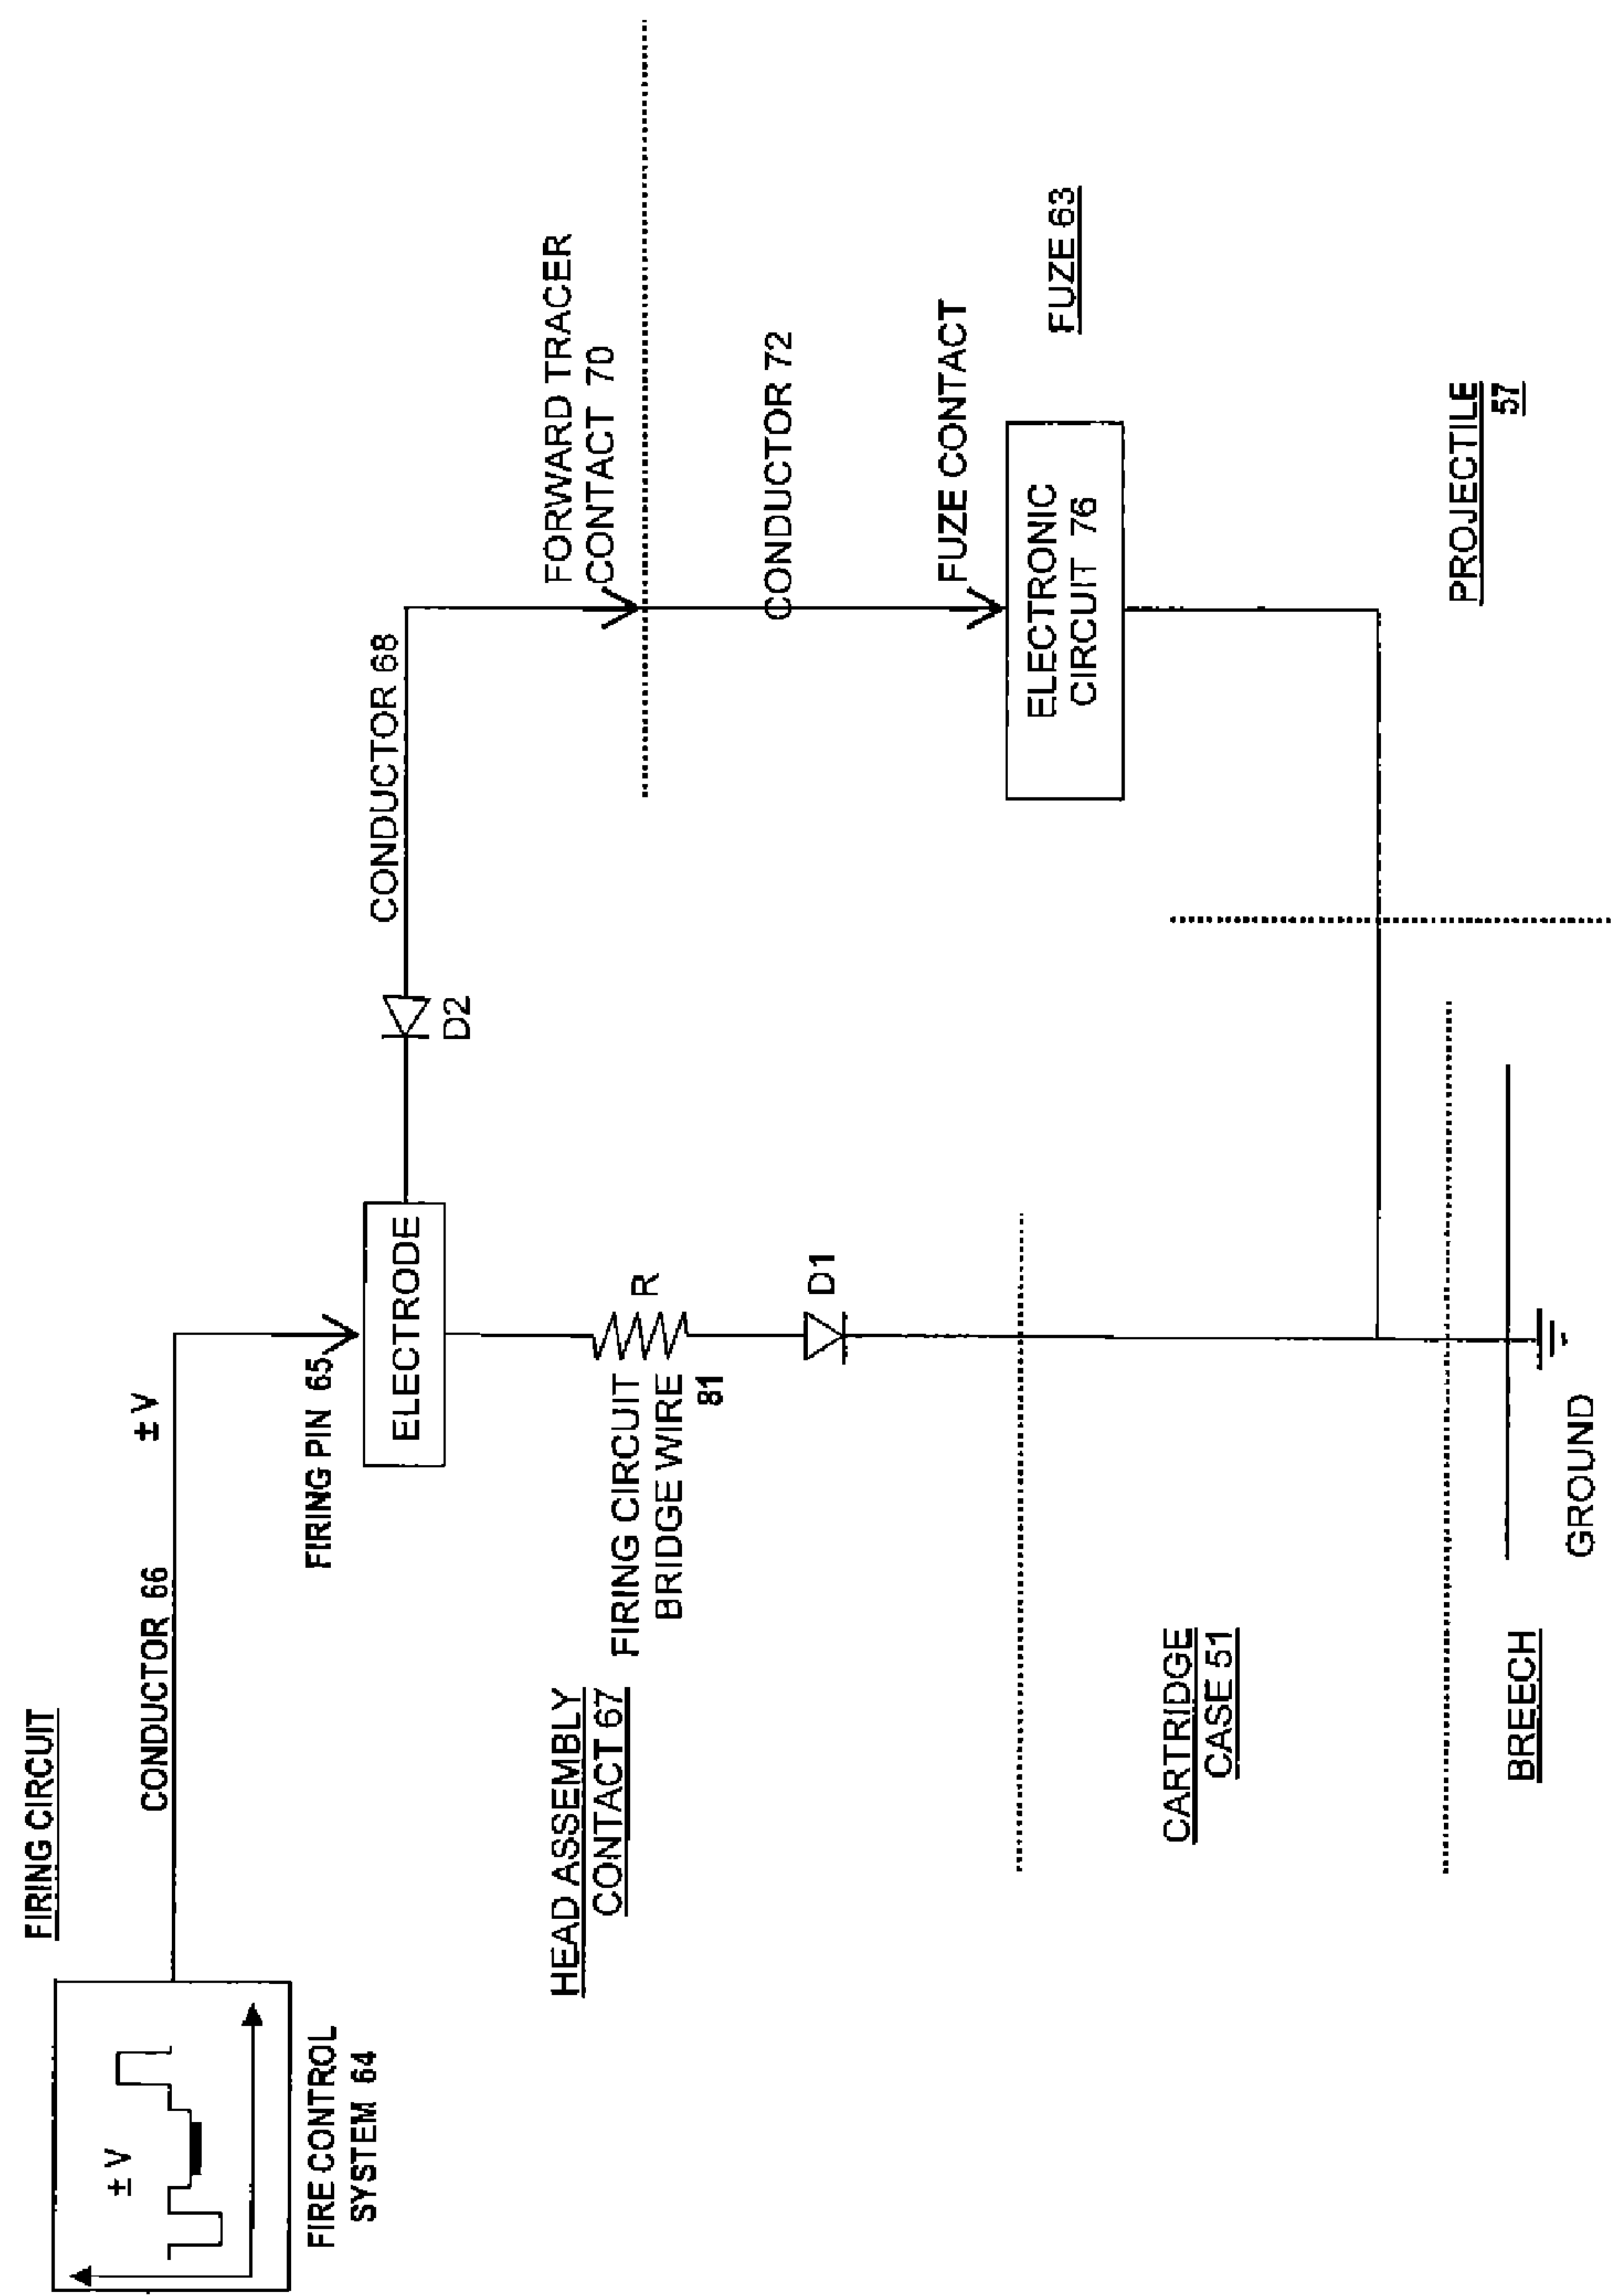 FIRING CIRCUIT
± V
FIRE CONTROL
SYSTEM 64
CONDUCTOR 66
± V
FIRING PIN 65
ELECTRODE
D2
CONDUCTOR 68
FORWARD TRACER
CONTACT 70
HEAD ASSEMBLY
CONTACT 67
FIRING CIRCUIT
BRIDGE WIRE
81
R
D1
CONDUCTOR 72
FUZE CONTACT
ELECTRONIC
CIRCUIT 76
FUZE 63
CARTRIDGE
CASE 51
PROJECTILE
57
BREECH
GROUND